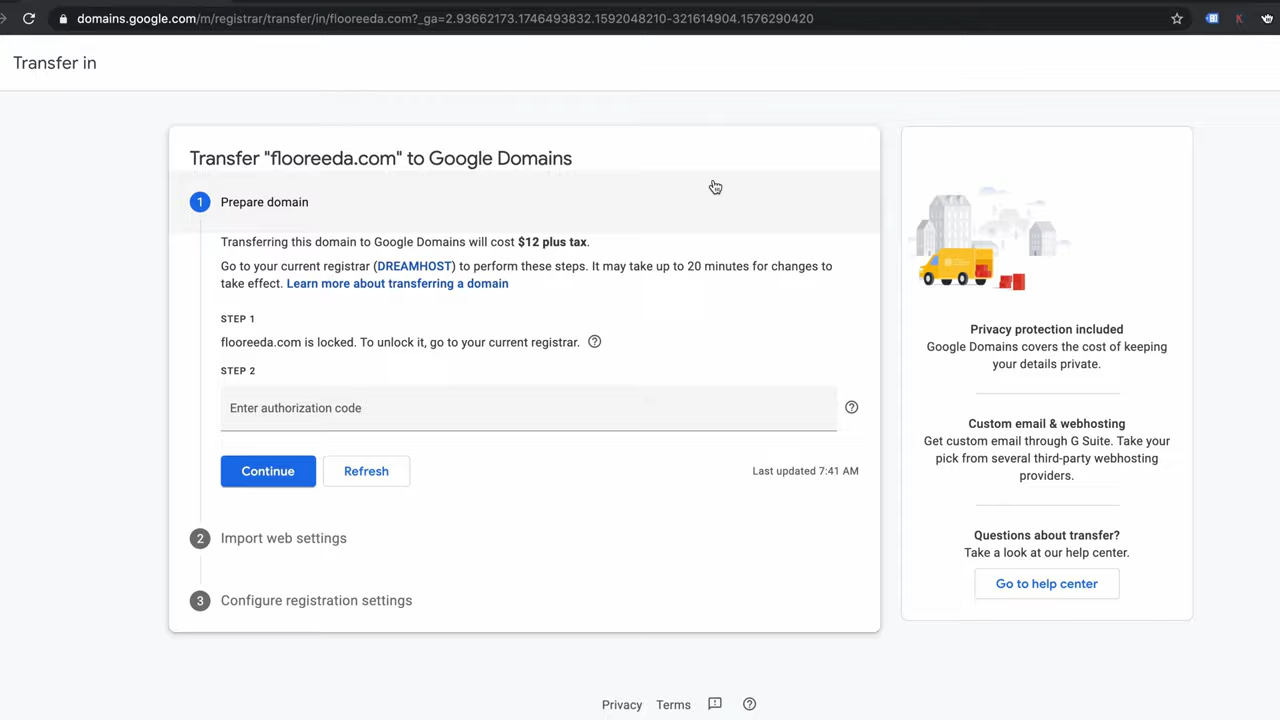 domains.google.com/m/registrar/transfer/in/flooreeda.com?_ga=2.93662173.1746493832.1592048210-321614904.1576290420
Transfer in
Transfer "flooreeda.com" to Google Domains
1 Prepare domain
Transferring this domain to Google Domains will cost $12 plus tax.
Go to your current registrar (DREAMHOST) to perform these steps. It may take up to 20 minutes for changes to
take effect. Learn more about transferring a domain
STEP 1
flooreeda.com is locked. To unlock it, go to your current registrar.
STEP 2
Enter authorization code
Continue
Refresh
Last updated 7:41 AM
2 Import web settings
3 Configure registration settings
Privacy protection included
Google Domains covers the cost of keeping
your details private.
Custom email & webhosting
Get custom email through G Suite. Take your
pick from several third-party webhosting
providers.
Questions about transfer?
Take a look at our help center.
Go to help center
Privacy Terms